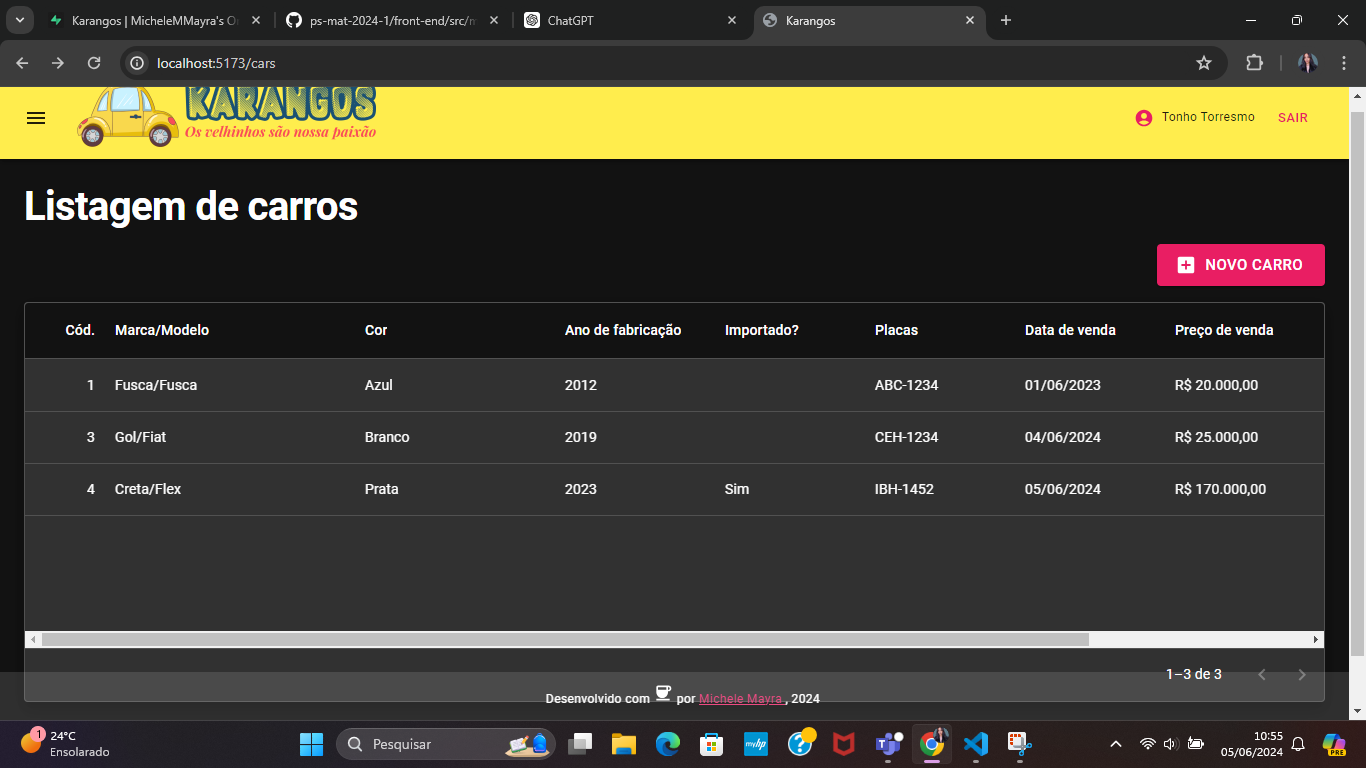 Karangos | MicheleMMayra's O
ps-mat-2024-1/front-end/src/m
ChatGPT
Karangos
localhost:5173/cars
KARANGOS
Os velhinhos são nossa paixão
Tonho Torresmo
SAIR
Listagem de carros
NOVO CARRO
Cód. Marca/Modelo Cor Ano de fabricação Importado? Placas Data de venda Preço de venda
1 Fusca/Fusca Azul 2012 ABC-1234 01/06/2023 R$ 20.000,00
3 Gol/Fiat Branco 2019 CEH-1234 04/06/2024 R$ 25.000,00
4 Creta/Flex Prata 2023 Sim IBH-1452 05/06/2024 R$ 170.000,00
1–3 de 3
Desenvolvido com por Michele Mayra , 2024
1
24°C
Ensolarado
Pesquisar
myhp
10:55
05/06/2024
PRE